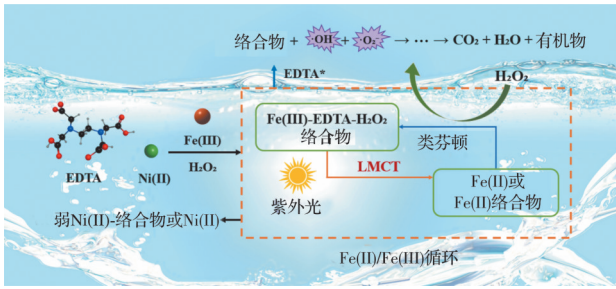 络合物 + ·OH + ·O₂⁻ → ··· → CO₂ + H₂O + 有机物
EDTA*
H₂O₂
Fe(III)
H₂O₂
EDTA
Ni(II)
Fe(III)-EDTA-H₂O₂
络合物
类芬顿
LMCT
紫外光
Fe(II)或
Fe(II)络合物
弱Ni(II)-络合物或Ni(II)
Fe(II)/Fe(III)循环